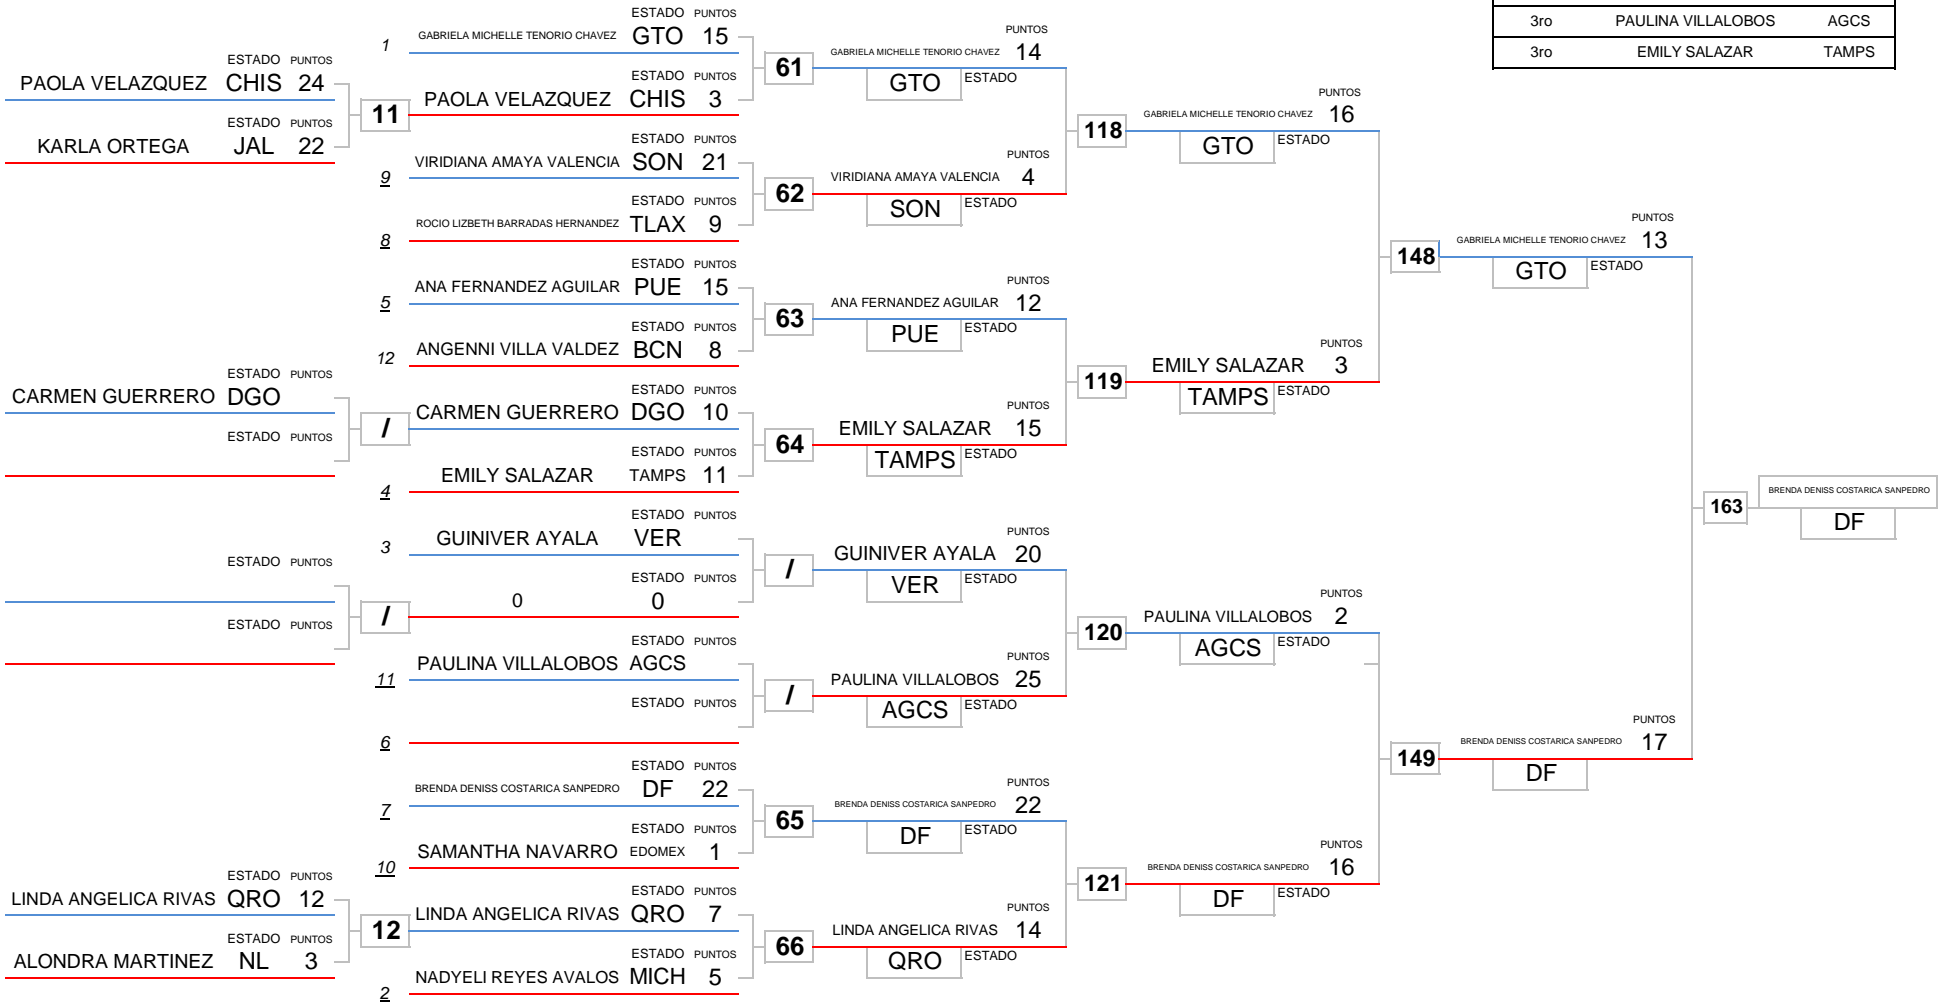 3ro PAULINA VILLALOBOS AGCS
3ro EMILY SALAZAR TAMPS
ESTADO PUNTOS
PAOLA VELAZQUEZ CHIS 24
11
ESTADO PUNTOS
KARLA ORTEGA JAL 22
ESTADO PUNTOS
CARMEN GUERRERO DGO
/
ESTADO PUNTOS
ESTADO PUNTOS
/
ESTADO PUNTOS
ESTADO PUNTOS
LINDA ANGELICA RIVAS QRO 12
12
ESTADO PUNTOS
ALONDRA MARTINEZ NL 3
ESTADO PUNTOS
1 GABRIELA MICHELLE TENORIO CHAVEZ GTO 15
61
ESTADO PUNTOS
PAOLA VELAZQUEZ CHIS 3
ESTADO PUNTOS
9 VIRIDIANA AMAYA VALENCIA SON 21
62
ESTADO PUNTOS
8 ROCIO LIZBETH BARRADAS HERNANDEZ TLAX 9
ESTADO PUNTOS
5 ANA FERNANDEZ AGUILAR PUE 15
63
ESTADO PUNTOS
12 ANGENNI VILLA VALDEZ BCN 8
ESTADO PUNTOS
CARMEN GUERRERO DGO 10
64
ESTADO PUNTOS
4 EMILY SALAZAR TAMPS 11
ESTADO PUNTOS
3 GUINIVER AYALA VER
/
ESTADO PUNTOS
0 0
ESTADO PUNTOS
11 PAULINA VILLALOBOS AGCS
/
ESTADO PUNTOS
6
ESTADO PUNTOS
7 BRENDA DENISS COSTARICA SANPEDRO DF 22
65
ESTADO PUNTOS
10 SAMANTHA NAVARRO EDOMEX 1
ESTADO PUNTOS
LINDA ANGELICA RIVAS QRO 7
66
ESTADO PUNTOS
2 NADYELI REYES AVALOS MICH 5
PUNTOS
GABRIELA MICHELLE TENORIO CHAVEZ 14
GTO ESTADO
118
PUNTOS
VIRIDIANA AMAYA VALENCIA 4
SON ESTADO
PUNTOS
ANA FERNANDEZ AGUILAR 12
PUE ESTADO
119
PUNTOS
EMILY SALAZAR 15
TAMPS ESTADO
PUNTOS
GUINIVER AYALA 20
VER ESTADO
120
PUNTOS
PAULINA VILLALOBOS 25
AGCS ESTADO
PUNTOS
BRENDA DENISS COSTARICA SANPEDRO 22
DF ESTADO
121
PUNTOS
LINDA ANGELICA RIVAS 14
QRO ESTADO
PUNTOS
GABRIELA MICHELLE TENORIO CHAVEZ 16
GTO ESTADO
148
PUNTOS
EMILY SALAZAR 3
TAMPS ESTADO
PUNTOS
PAULINA VILLALOBOS 2
AGCS ESTADO
149
PUNTOS
BRENDA DENISS COSTARICA SANPEDRO 16
DF ESTADO
PUNTOS
GABRIELA MICHELLE TENORIO CHAVEZ 13
GTO ESTADO
163
PUNTOS
BRENDA DENISS COSTARICA SANPEDRO 17
DF
BRENDA DENISS COSTARICA SANPEDRO
DF